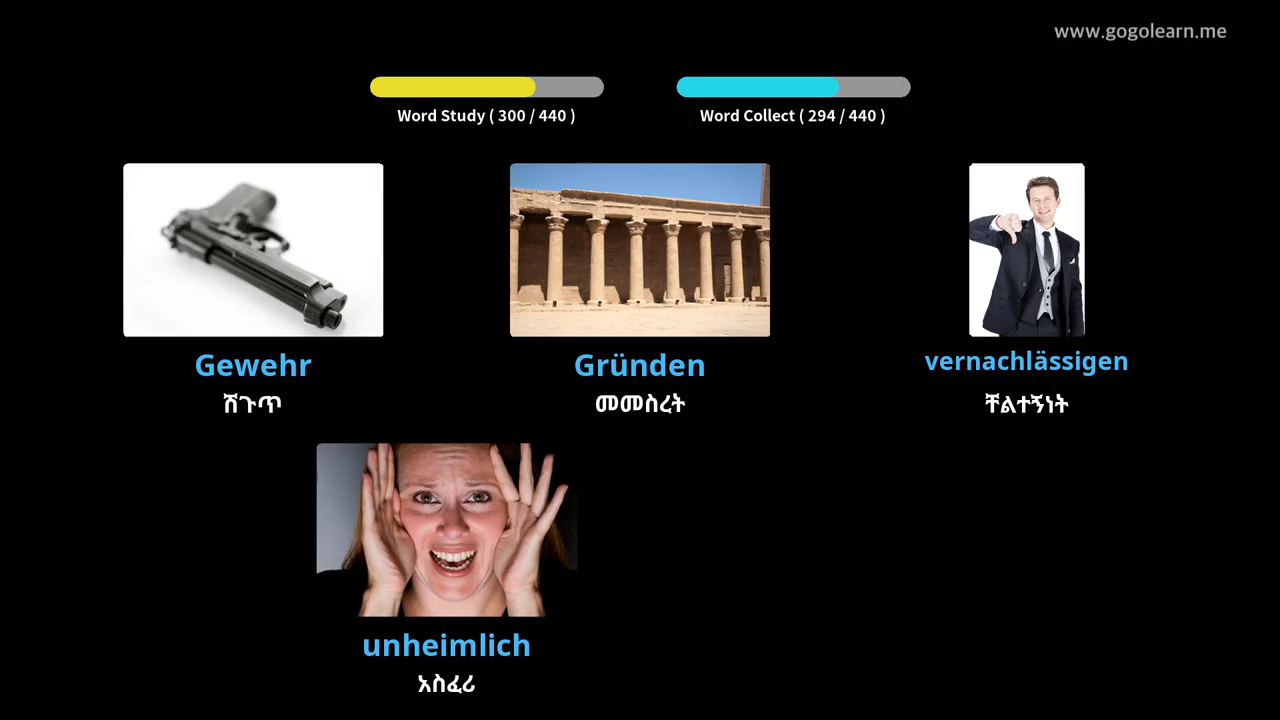 www.gogolearn.me
Word Study ( 300 / 440 )
Word Collect ( 294 / 440 )
Gewehr
ሽጉጥ
Gründen
መመስረት
vernachlässigen
ቸልተኝነት
unheimlich
አስፈሪ